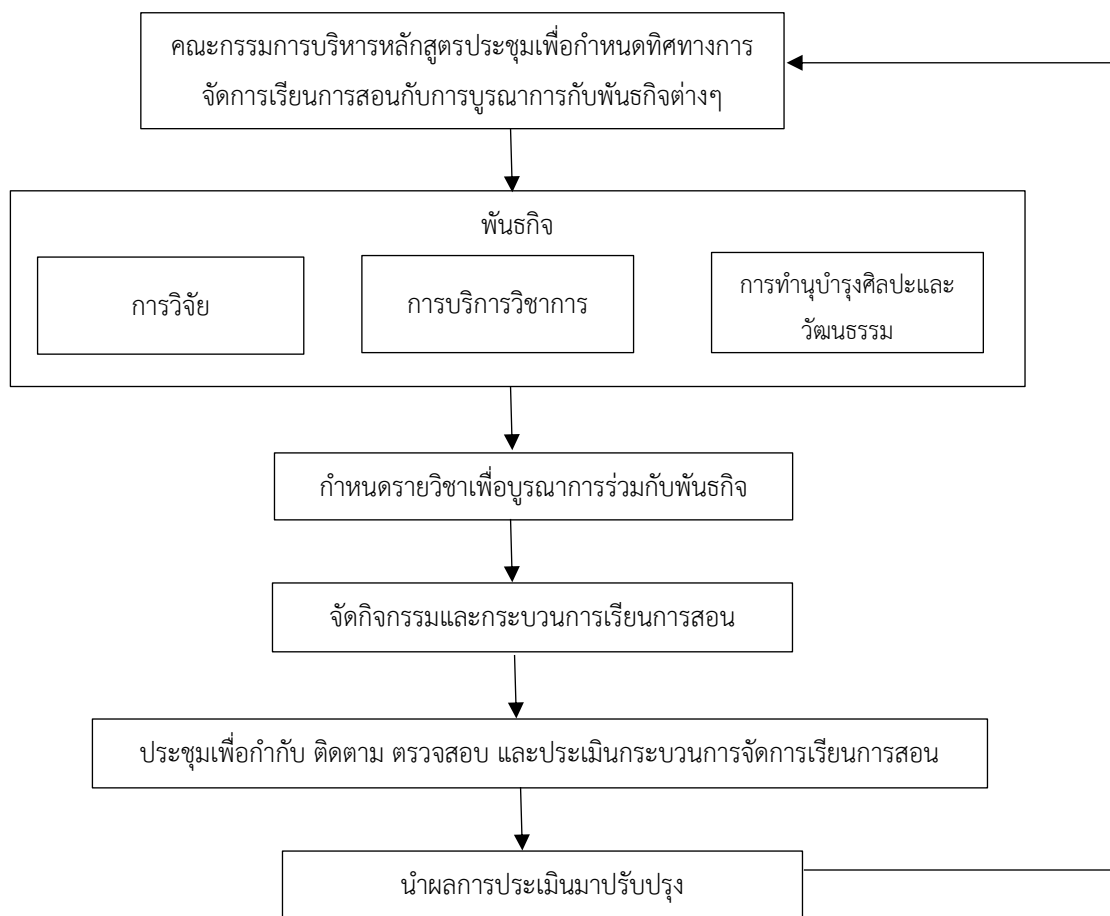 คณะกรรมการบริหารหลักสูตรประชุมเพื่อกำหนดทิศทางการ
จัดการเรียนการสอนกับการบูรณาการกับพันธกิจต่างๆ
พันธกิจ
การวิจัย
การบริการวิชาการ
การทำนุบำรุงศิลปะและ
วัฒนธรรม
กำหนดรายวิชาเพื่อบูรณาการร่วมกับพันธกิจ
จัดกิจกรรมและกระบวนการเรียนการสอน
ประชุมเพื่อกำกับ ติดตาม ตรวจสอบ และประเมินกระบวนการจัดการเรียนการสอน
นำผลการประเมินมาปรับปรุง